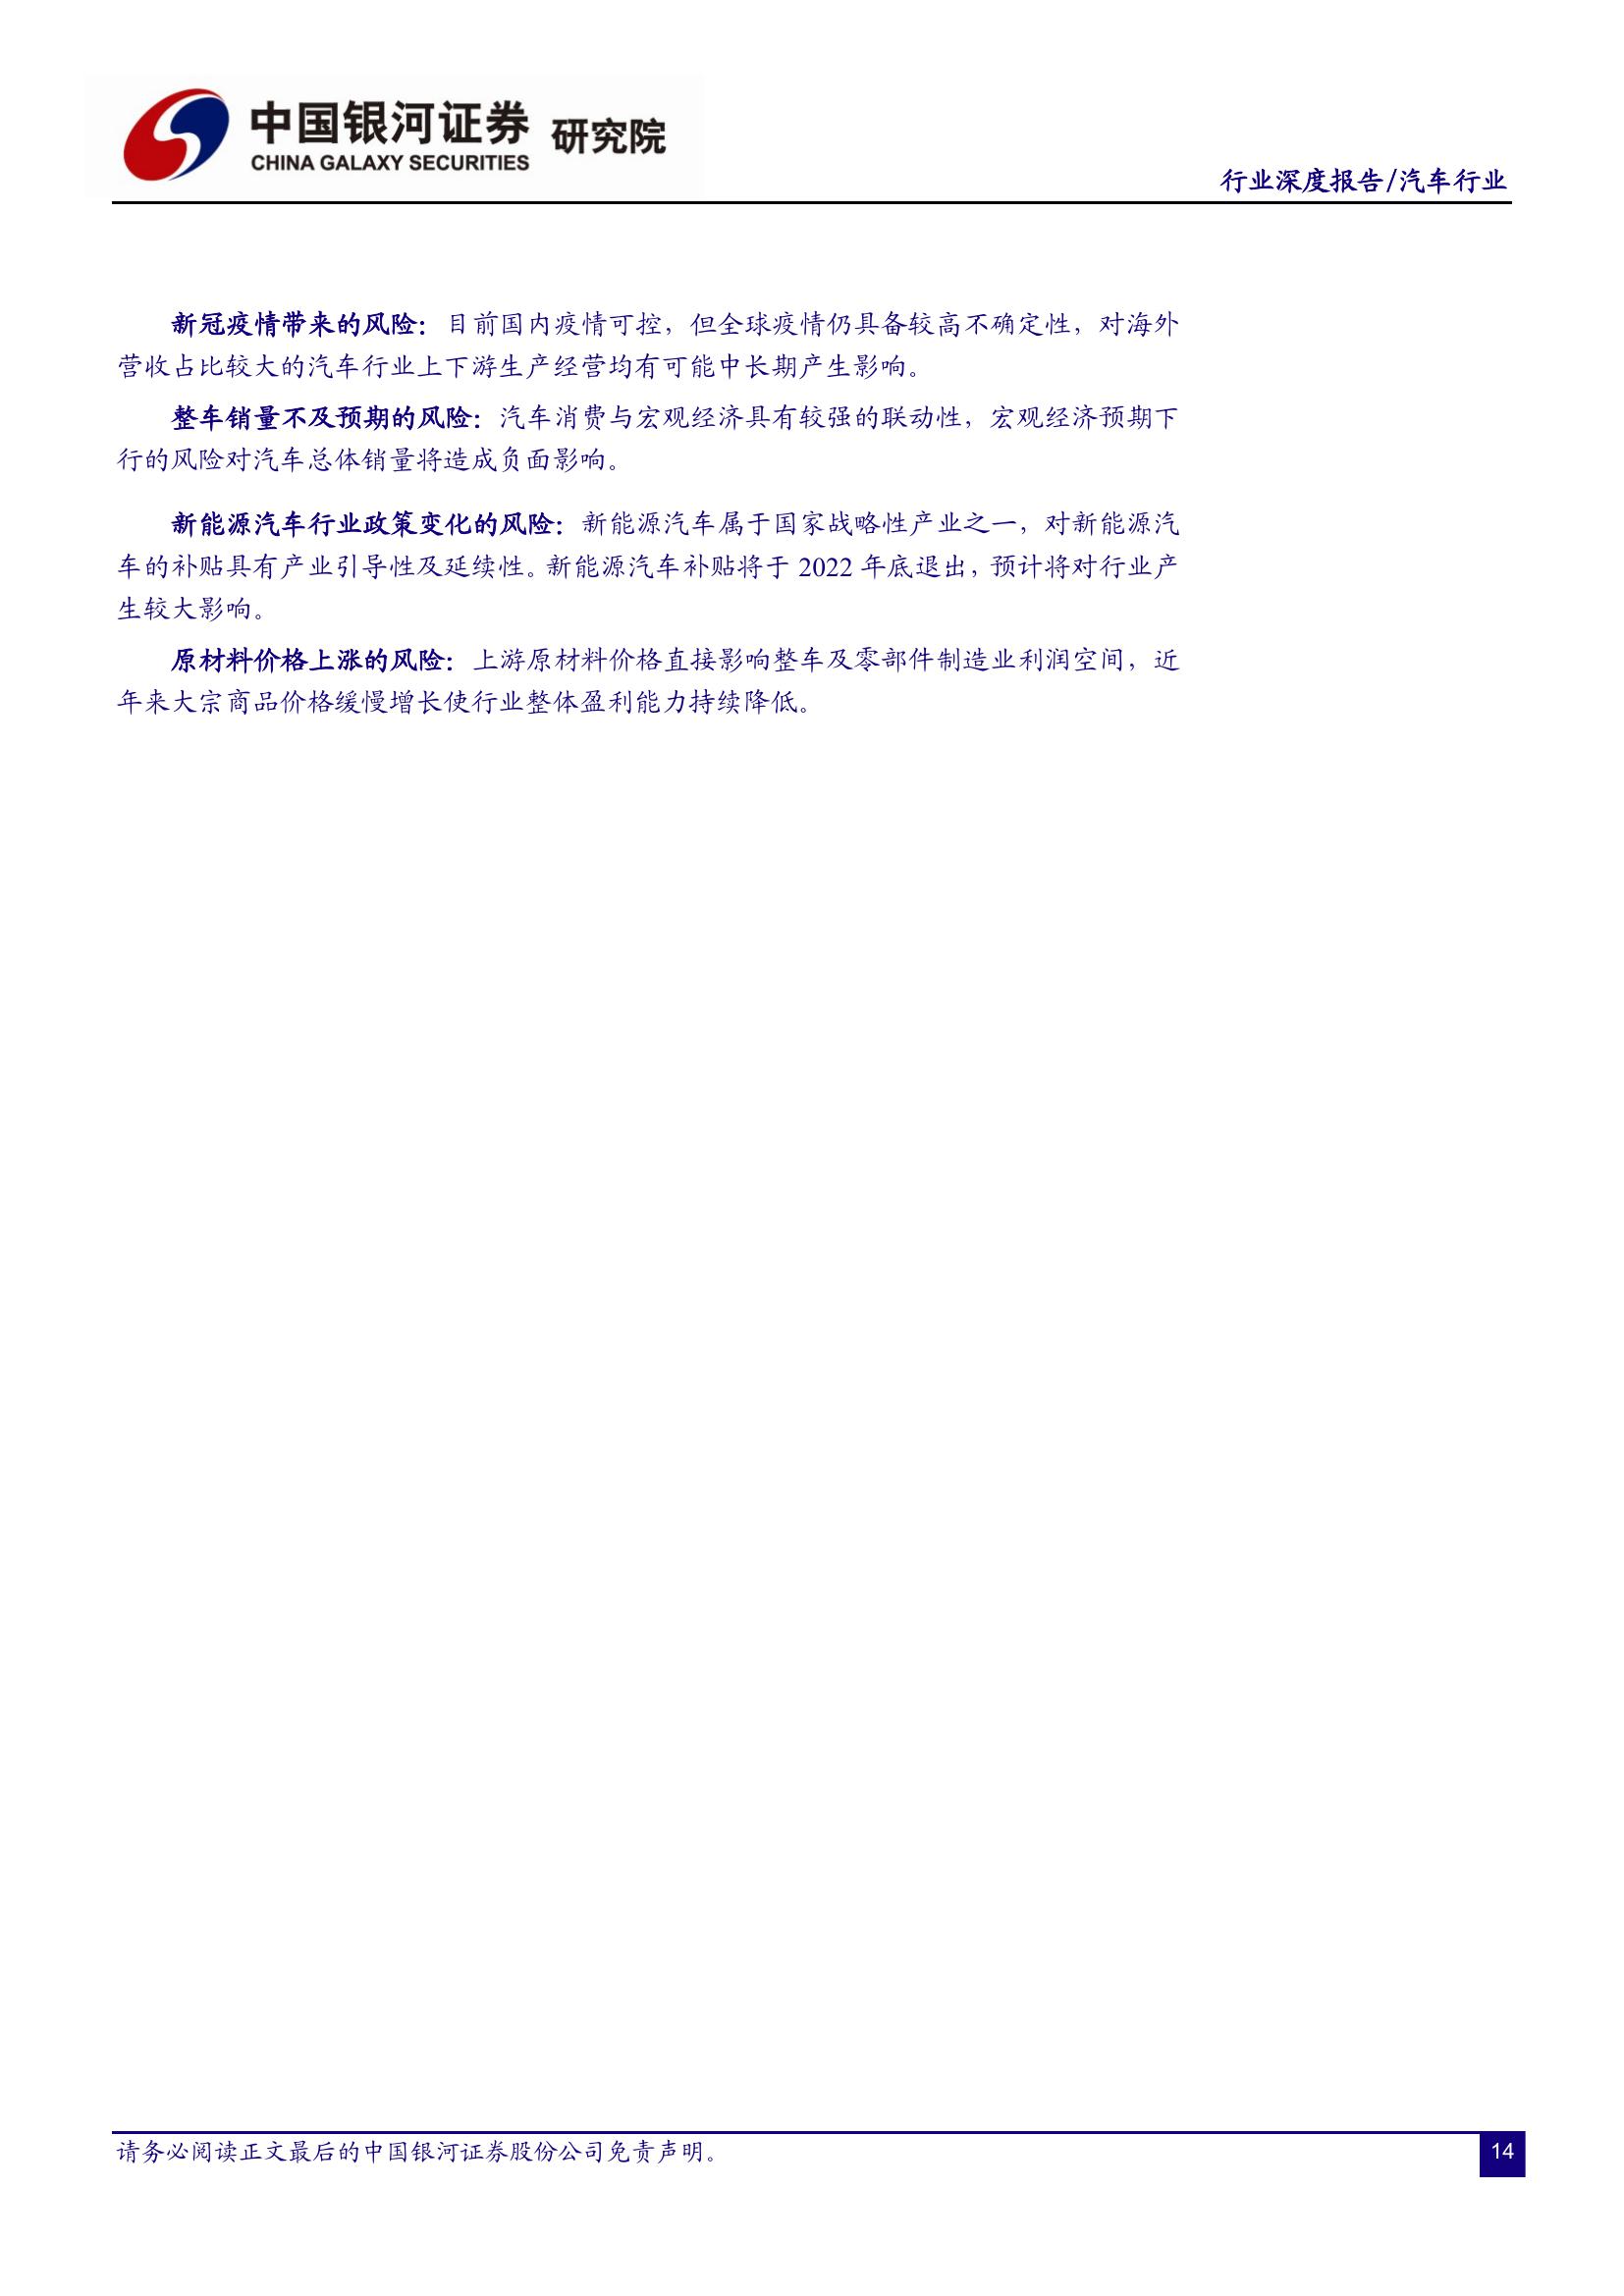 中国银河证券 研究院
CHINA GALAXY SECURITIES
行业深度报告/汽车行业
新冠疫情带来的风险：目前国内疫情可控，但全球疫情仍具备较高不确定性，对海外
营收占比较大的汽车行业上下游生产经营均有可能中长期产生影响。
整车销量不及预期的风险：汽车消费与宏观经济具有较强的联动性，宏观经济预期下
行的风险对汽车总体销量将造成负面影响。
新能源汽车行业政策变化的风险：新能源汽车属于国家战略性产业之一，对新能源汽
车的补贴具有产业引导性及延续性。新能源汽车补贴将于 2022 年底退出，预计将对行业产
生较大影响。
原材料价格上涨的风险：上游原材料价格直接影响整车及零部件制造业利润空间，近
年来大宗商品价格缓慢增长使行业整体盈利能力持续降低。
请务必阅读正文最后的中国银河证券股份公司免责声明。
14